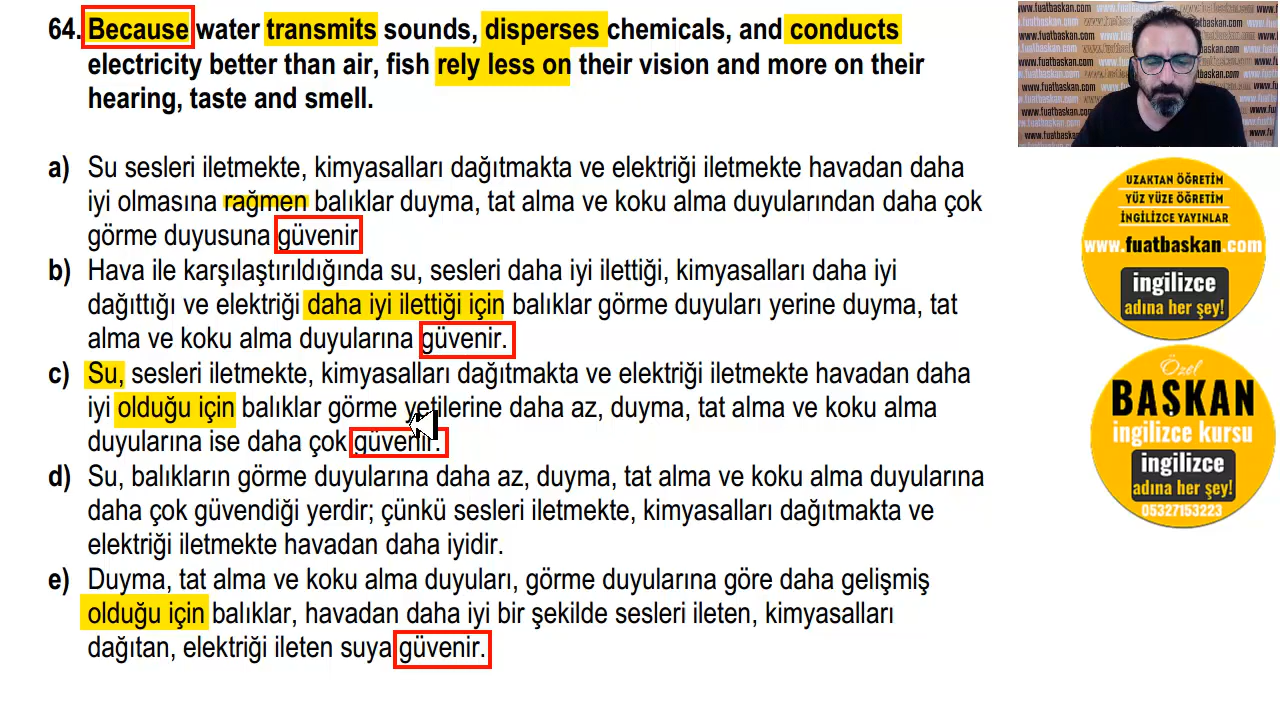 64. Because water transmits sounds, disperses chemicals, and conducts
electricity better than air, fish rely less on their vision and more on their
hearing, taste and smell.
a) Su sesleri iletmekte, kimyasalları dağıtmakta ve elektriği iletmekte havadan daha
iyi olmasına rağmen balıklar duyma, tat alma ve koku alma duyularından daha çok
görme duyusuna güvenir
b) Hava ile karşılaştırıldığında su, sesleri daha iyi ilettiği, kimyasalları daha iyi
dağıttığı ve elektriği daha iyi ilettiği için balıklar görme duyuları yerine duyma, tat
alma ve koku alma duyularına güvenir.
c) Su, sesleri iletmekte, kimyasalları dağıtmakta ve elektriği iletmekte havadan daha
iyi olduğu için balıklar görme yetilerine daha az, duyma, tat alma ve koku alma
duyularına ise daha çok güvenir.
d) Su, balıkların görme duyularına daha az, duyma, tat alma ve koku alma duyularına
daha çok güvendiği yerdir; çünkü sesleri iletmekte, kimyasalları dağıtmakta ve
elektriği iletmekte havadan daha iyidir.
e) Duyma, tat alma ve koku alma duyuları, görme duyularına göre daha gelişmiş
olduğu için balıklar, havadan daha iyi bir şekilde sesleri ileten, kimyasalları
dağıtan, elektriği ileten suya güvenir.
UZAKTAN ÖĞRETİM
YÜZ YÜZE ÖĞRETİM
İNGİLİZCE YAYINLAR
www.fuatbaskan.com
ingilizce
adına her şey!
Özel
BAŞKAN
ingilizce kursu
ingilizce
adına her şey!
05327153223